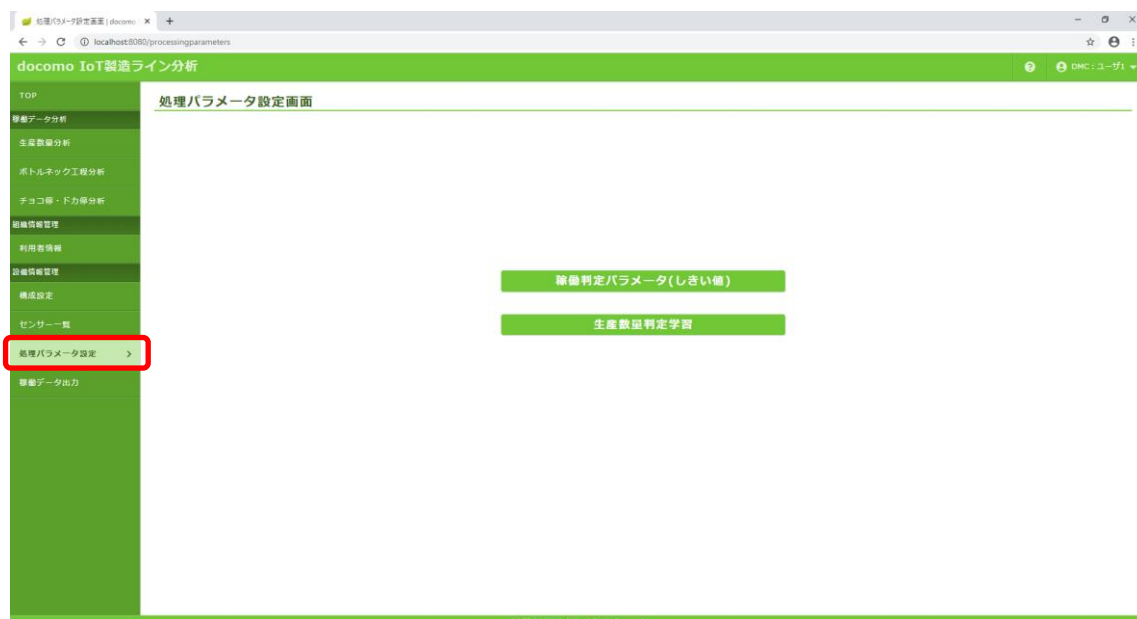 処理パラメータ設定画面 | docomo
localhost:8080/processingparameters
docomo IoT製造ライン分析
DMC : ユーザ1
TOP
処理パラメータ設定画面
稼働データ分析
生産数量分析
ボトルネック工程分析
チョコ停・ドカ停分析
組織情報管理
利用者情報
設備情報管理
構成設定
稼働判定パラメータ(しきい値)
センサー一覧
生産数量判定学習
処理パラメータ設定
稼働データ出力